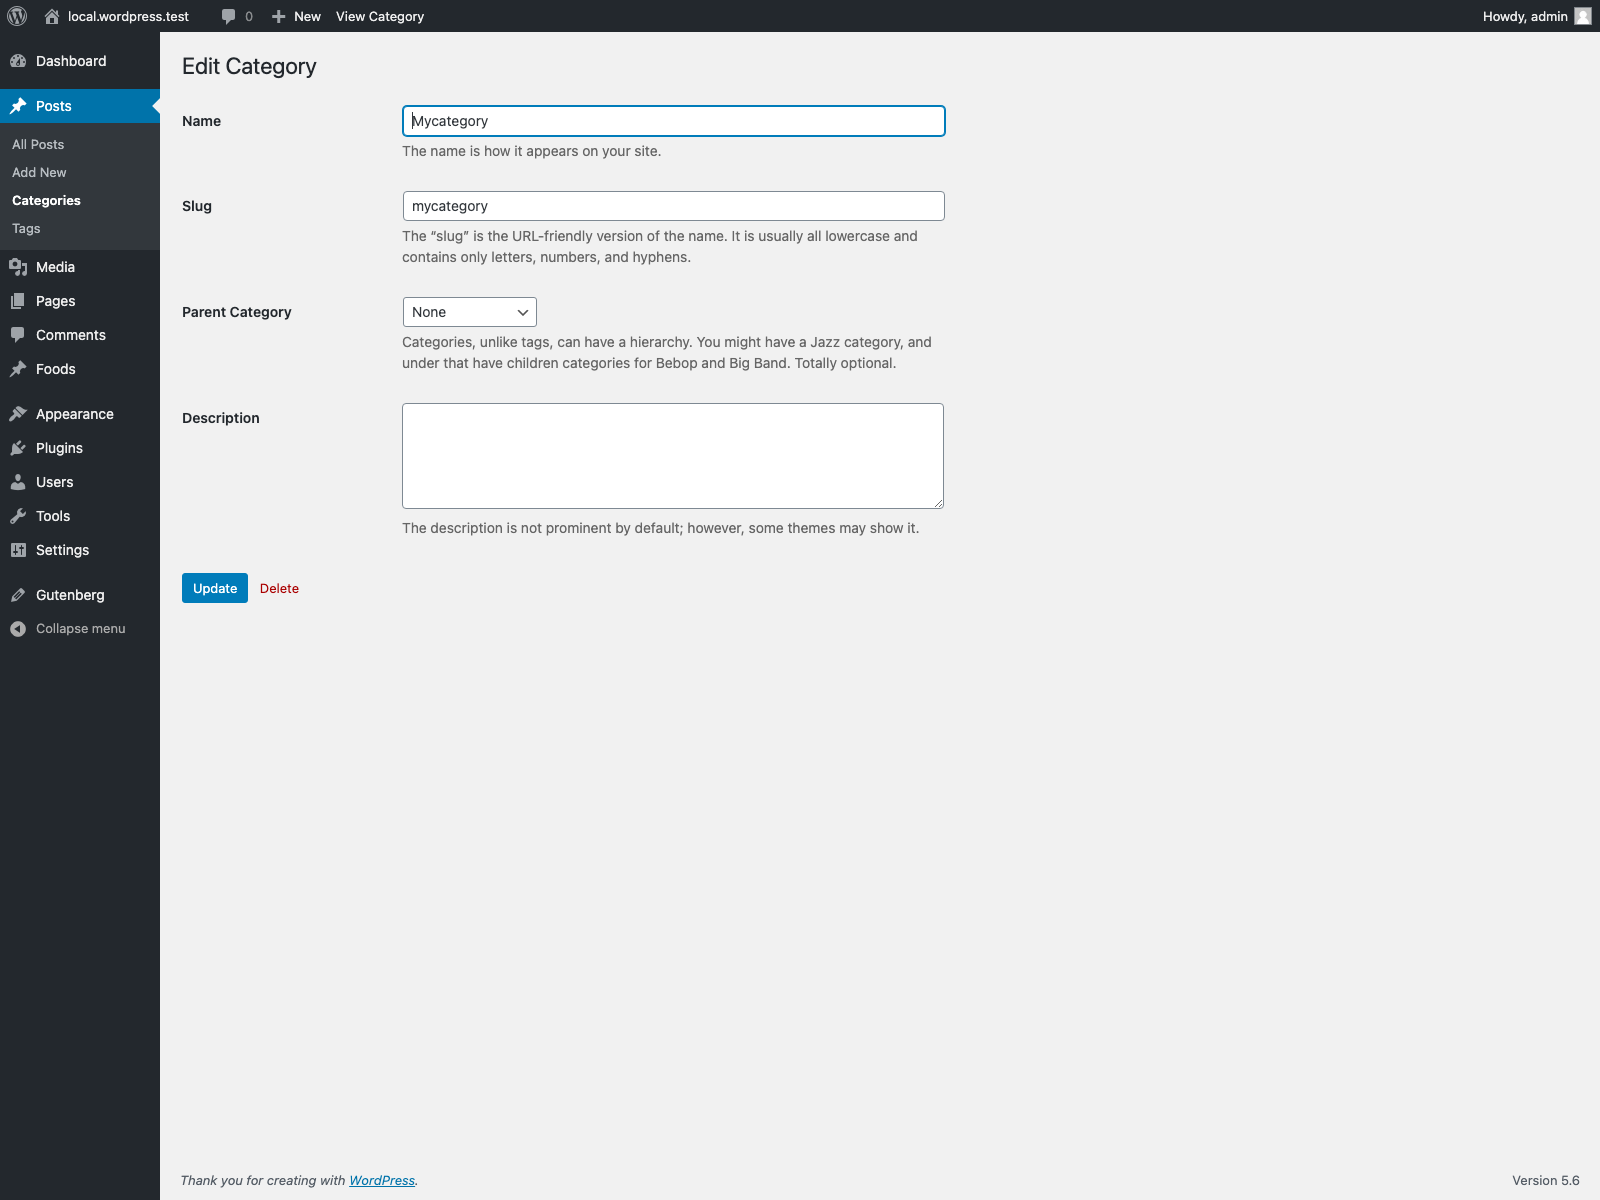 local.wordpress.test 0 New View Category Howdy, admin
Dashboard
Posts
All Posts
Add New
Categories
Tags
Media
Pages
Comments
Foods
Appearance
Plugins
Users
Tools
Settings
Gutenberg
Collapse menu
Edit Category
Name
Mycategory
The name is how it appears on your site.
Slug
mycategory
The “slug” is the URL-friendly version of the name. It is usually all lowercase and
contains only letters, numbers, and hyphens.
Parent Category
None
Categories, unlike tags, can have a hierarchy. You might have a Jazz category, and
under that have children categories for Bebop and Big Band. Totally optional.
Description
The description is not prominent by default; however, some themes may show it.
Update Delete
Thank you for creating with WordPress.
Version 5.6